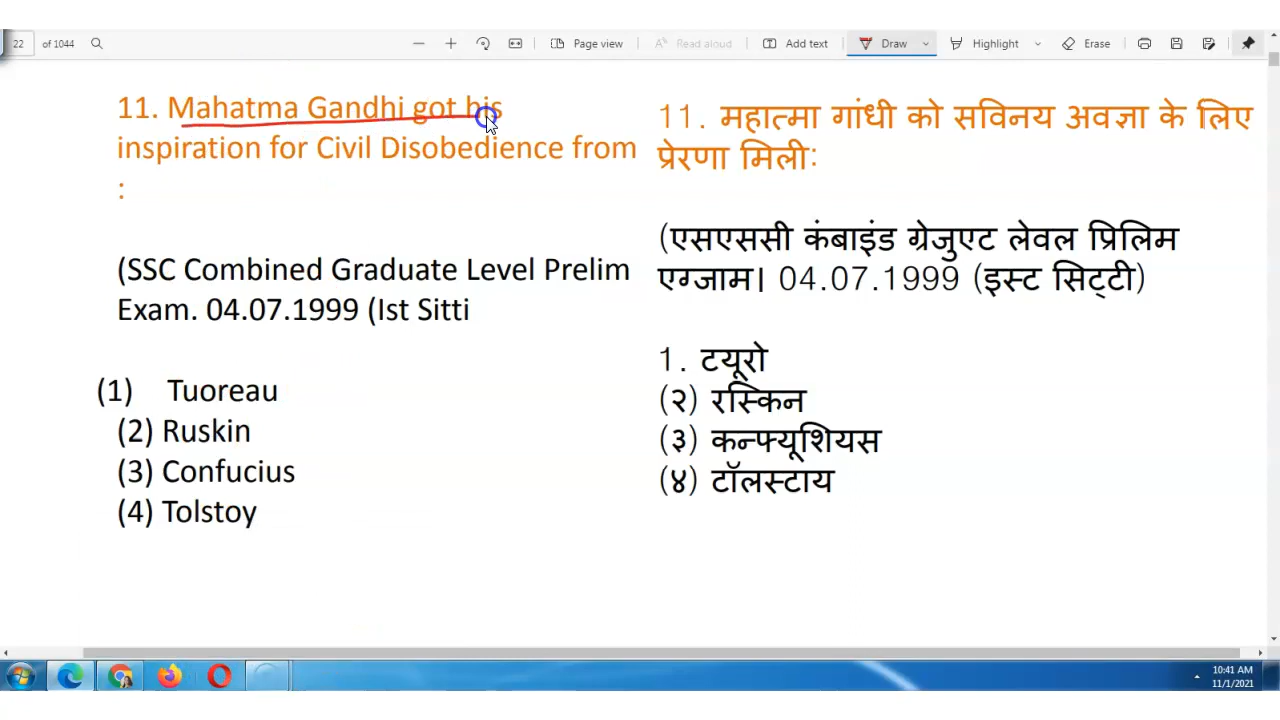 22 of 1044 Page view Read aloud Add text Draw Highlight Erase
11. Mahatma Gandhi got his
inspiration for Civil Disobedience from
:
(SSC Combined Graduate Level Prelim
Exam. 04.07.1999 (Ist Sitti
(1) Tuoreau
(2) Ruskin
(3) Confucius
(4) Tolstoy
11. महात्मा गांधी को सविनय अवज्ञा के लिए
प्रेरणा मिली:
(एसएससी कंबाइंड ग्रेजुएट लेवल प्रिलिम
एग्जाम। 04.07.1999 (इस्ट सिट्टी)
1. टयूरो
(२) रस्किन
(३) कन्फ्यूशियस
(४) टॉलस्टाय
10:41 AM
11/1/2021